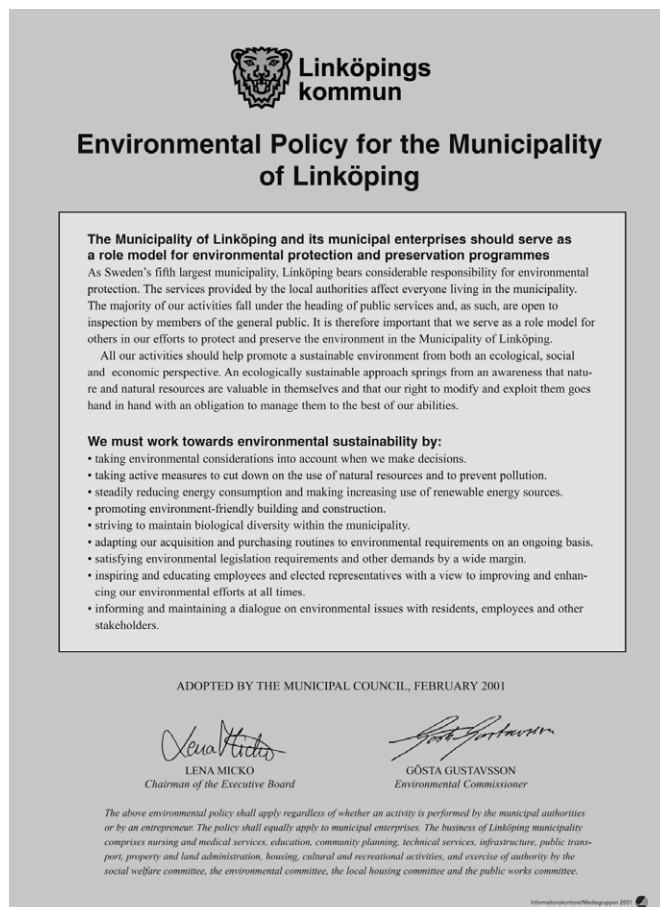 Linköpings
kommun
Environmental Policy for the Municipality
of Linköping
The Municipality of Linköping and its municipal enterprises should serve as
a role model for environmental protection and preservation programmes
As Sweden's fifth largest municipality, Linköping bears considerable responsibility for environmental
protection. The services provided by the local authorities affect everyone living in the municipality.
The majority of our activities fall under the heading of public services and, as such, are open to
inspection by members of the general public. It is therefore important that we serve as a role model for
others in our efforts to protect and preserve the environment in the Municipality of Linköping.
All our activities should help promote a sustainable environment from both an ecological, social
and economic perspective. An ecologically sustainable approach springs from an awareness that natu-
re and natural resources are valuable in themselves and that our right to modify and exploit them goes
hand in hand with an obligation to manage them to the best of our abilities.
We must work towards environmental sustainability by:
• taking environmental considerations into account when we make decisions.
• taking active measures to cut down on the use of natural resources and to prevent pollution.
• steadily reducing energy consumption and making increasing use of renewable energy sources.
• promoting environment-friendly building and construction.
• striving to maintain biological diversity within the municipality.
• adapting our acquisition and purchasing routines to environmental requirements on an ongoing basis.
• satisfying environmental legislation requirements and other demands by a wide margin.
• inspiring and educating employees and elected representatives with a view to improving and enhan-
cing our environmental efforts at all times.
• informing and maintaining a dialogue on environmental issues with residents, employees and other
stakeholders.
ADOPTED BY THE MUNICIPAL COUNCIL, FEBRUARY 2001
Lena Micko
Gösta Gustavsson
LENA MICKO
GÖSTA GUSTAVSSON
Chairman of the Executive Board
Environmental Commissioner
The above environmental policy shall apply regardless of whether an activity is performed by the municipal authorities
or by an entrepreneur. The policy shall equally apply to municipal enterprises. The business of Linköping municipality
comprises nursing and medical services, education, community planning, technical services, infrastructure, public trans-
port, property and land administration, housing, cultural and recreational activities, and exercise of authority by the
social welfare committee, the environmental committee, the local housing committee and the public works committee.
Informationskontoret/Mediagruppen 2001